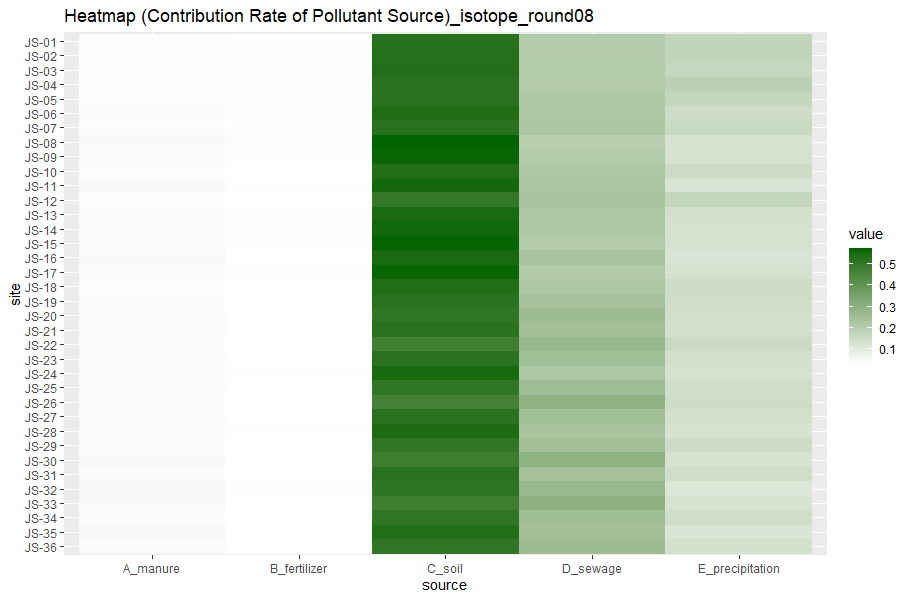 Heatmap (Contribution Rate of Pollutant Source)_isotope_round08
JS-01
JS-02
JS-03
JS-04
JS-05
JS-06
JS-07
JS-08
JS-09
JS-10
JS-11
JS-12
JS-13
JS-14
JS-15
JS-16
JS-17
JS-18
JS-19
JS-20
JS-21
JS-22
JS-23
JS-24
JS-25
JS-26
JS-27
JS-28
JS-29
JS-30
JS-31
JS-32
JS-33
JS-34
JS-35
JS-36
site
A_manure B_fertilizer C_soil D_sewage E_precipitation
source
value
0.5
0.4
0.3
0.2
0.1